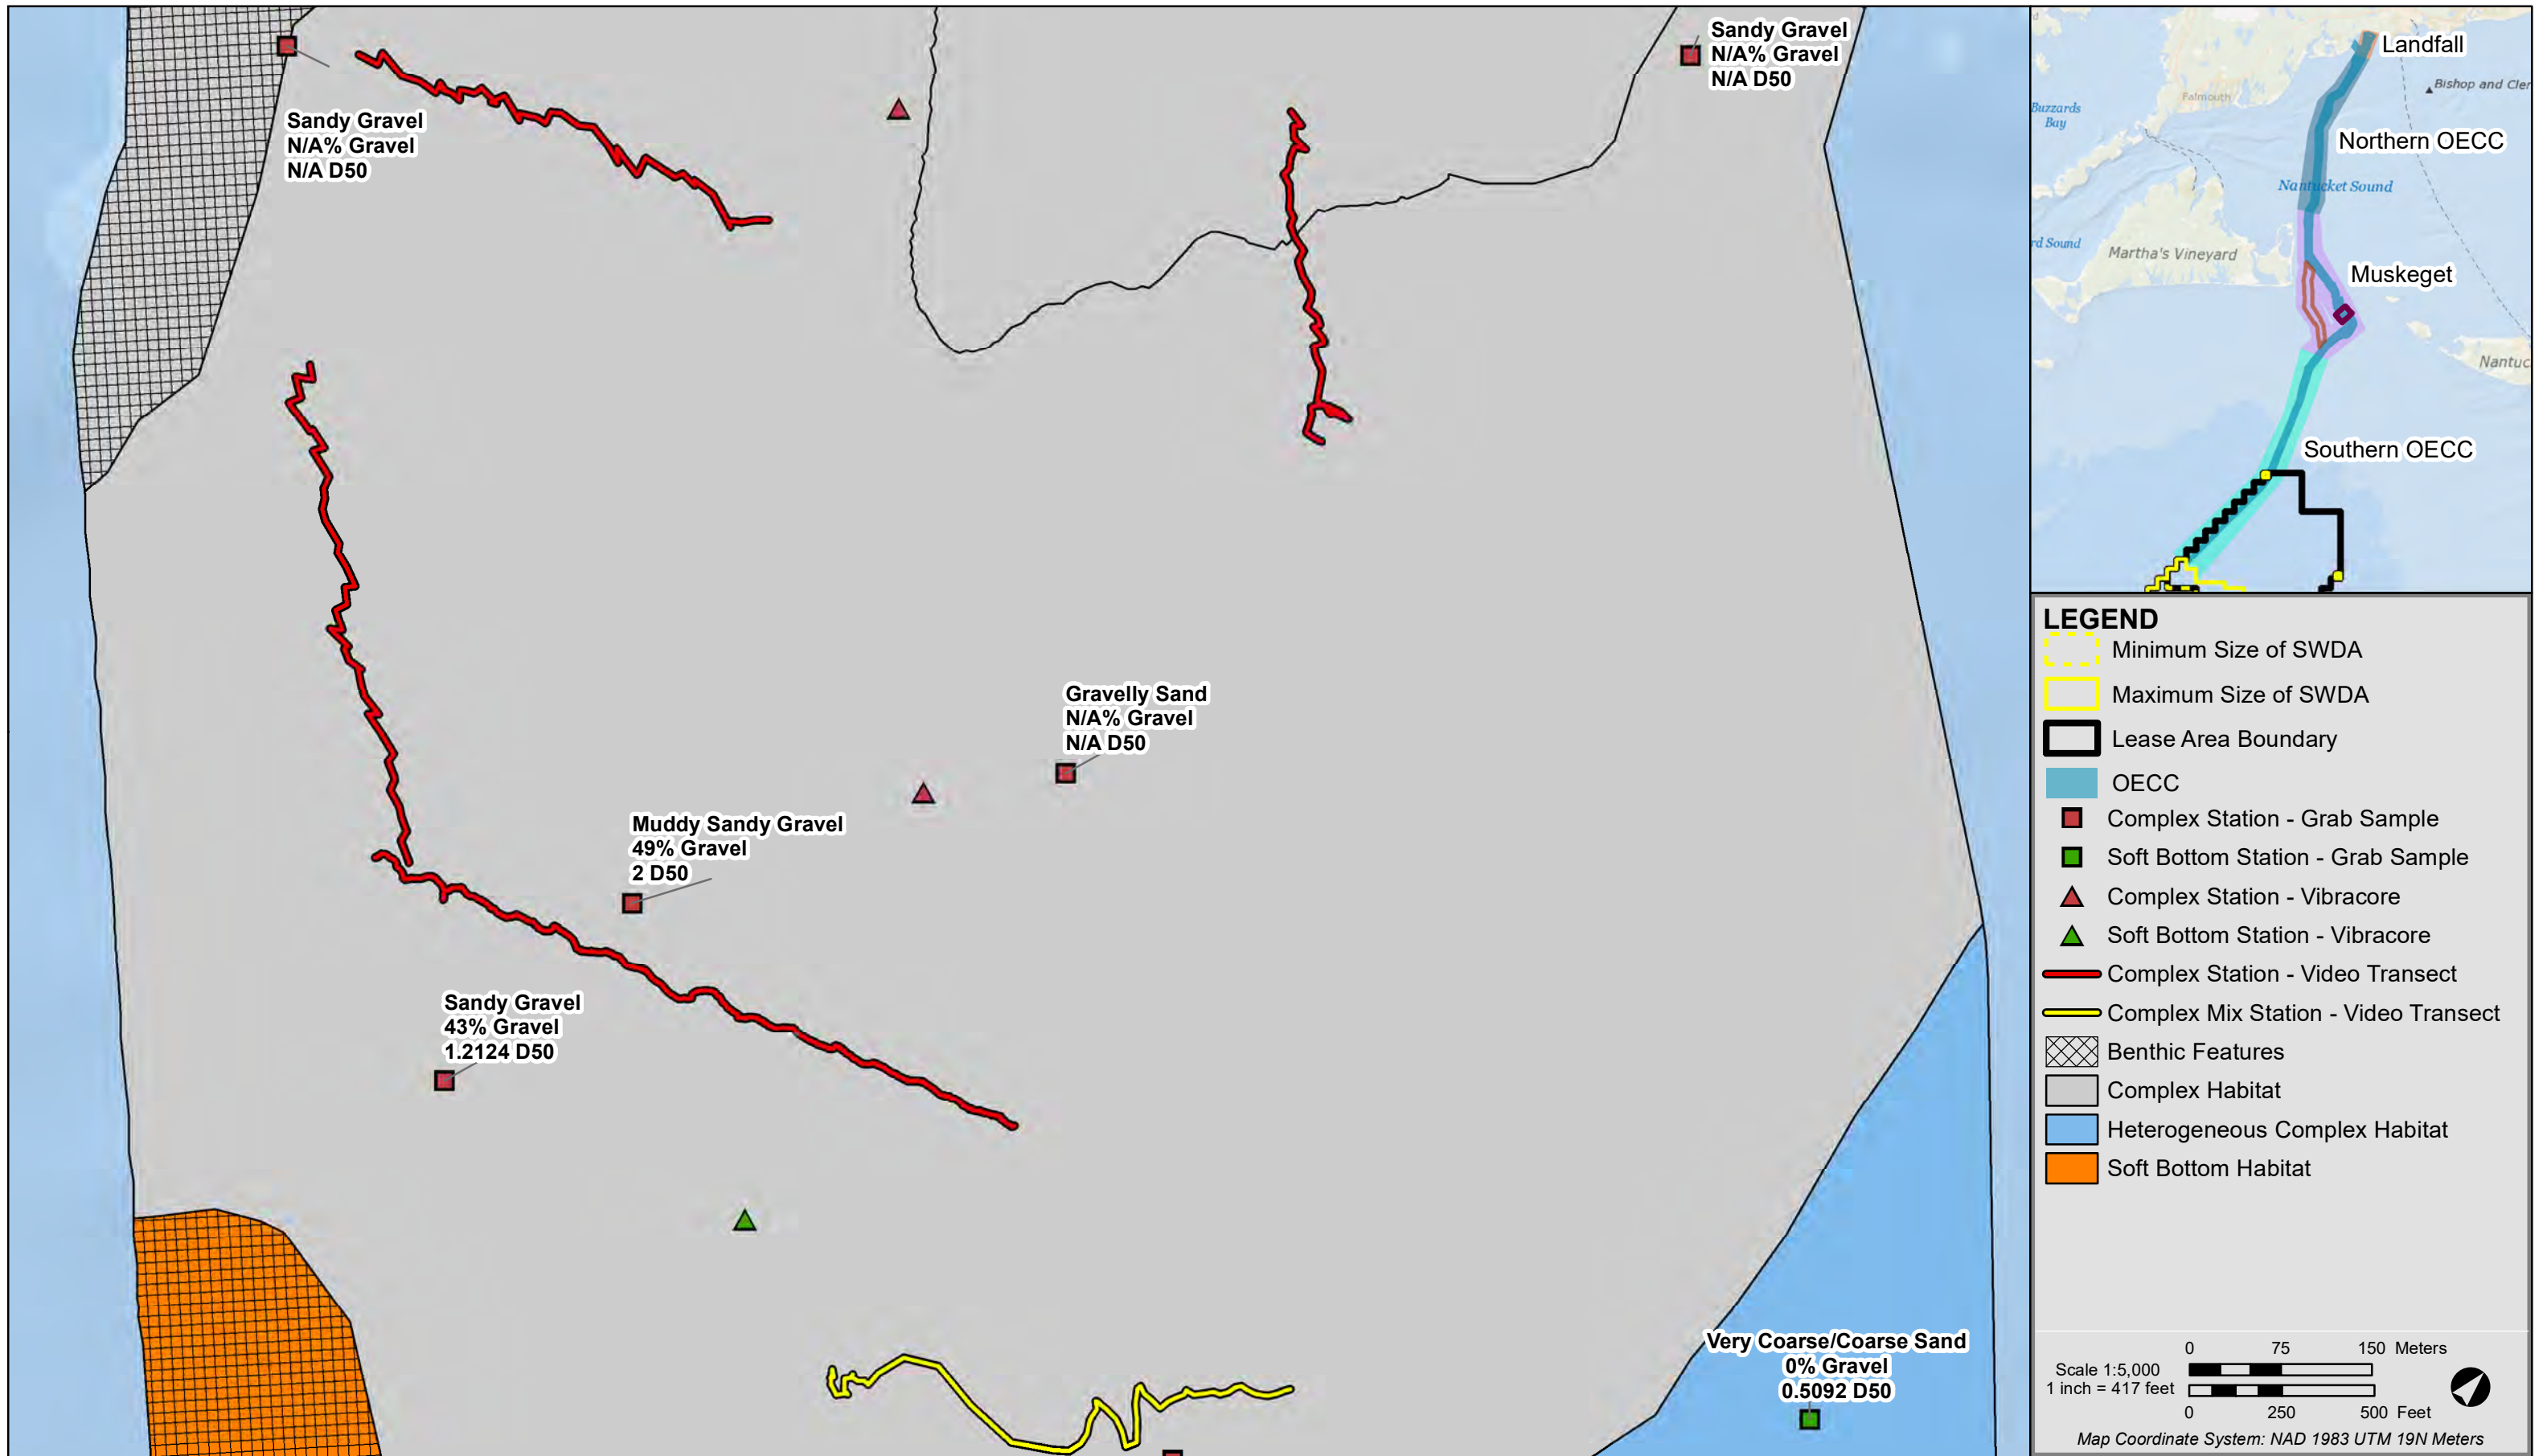 Sandy Gravel
N/A% Gravel
N/A D50
Sandy Gravel
N/A% Gravel
N/A D50
Gravelly Sand
N/A% Gravel
N/A D50
Muddy Sandy Gravel
49% Gravel
2 D50
Sandy Gravel
43% Gravel
1.2124 D50
Very Coarse/Coarse Sand
0% Gravel
0.5092 D50
Landfall
Bishop and Cler
Falmouth
Buzzards
Bay
Northern OECC
Nantucket Sound
rd Sound
Martha's Vineyard
Muskeget
Nantuc
Southern OECC
LEGEND
Minimum Size of SWDA
Maximum Size of SWDA
Lease Area Boundary
OECC
Complex Station - Grab Sample
Soft Bottom Station - Grab Sample
Complex Station - Vibracore
Soft Bottom Station - Vibracore
Complex Station - Video Transect
Complex Mix Station - Video Transect
Benthic Features
Complex Habitat
Heterogeneous Complex Habitat
Soft Bottom Habitat
0 75 150 Meters
Scale 1:5,000
1 inch = 417 feet
0 250 500 Feet
Map Coordinate System: NAD 1983 UTM 19N Meters